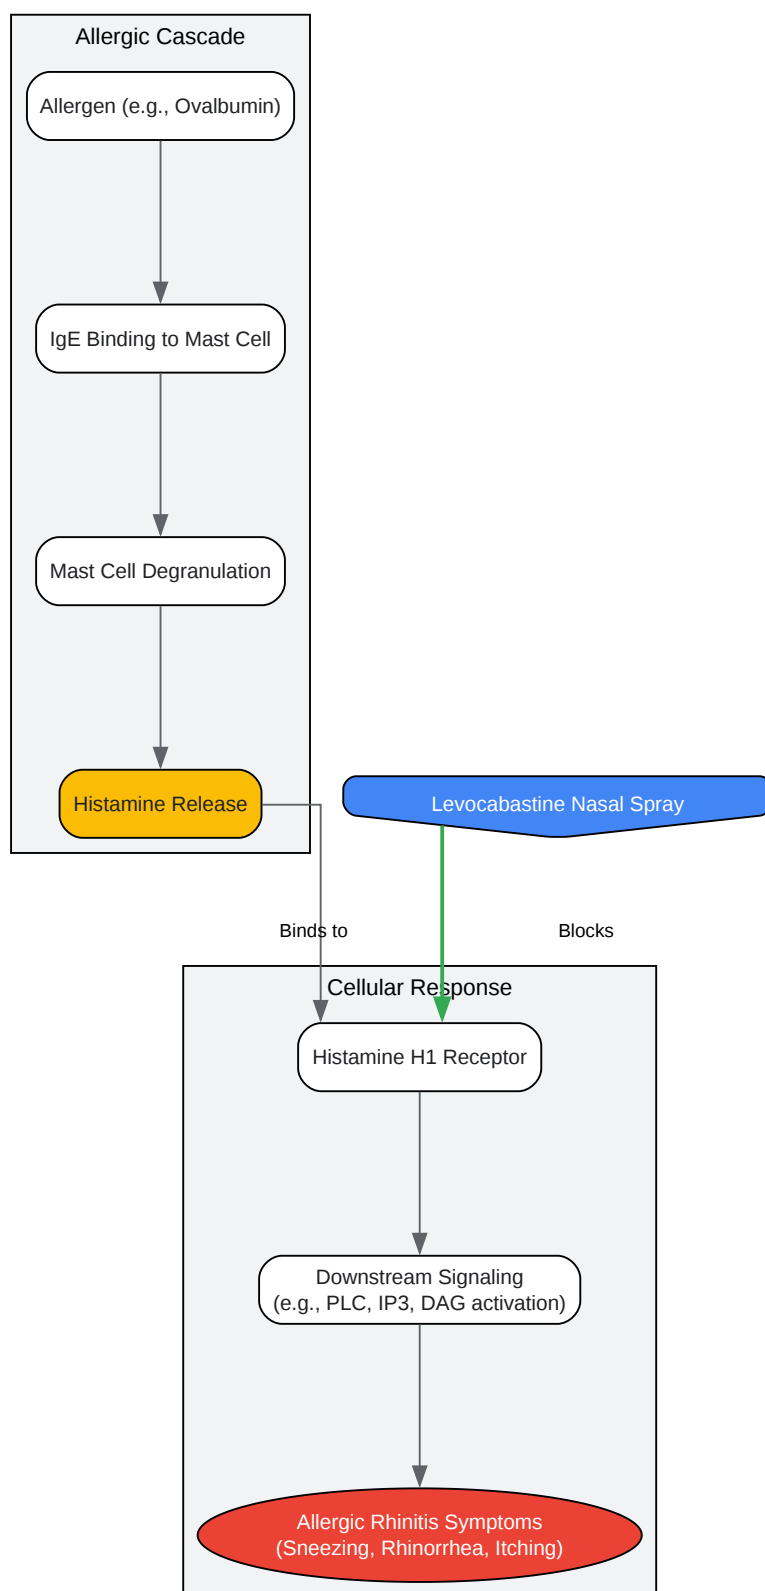 Allergic Cascade
Allergen (e.g., Ovalbumin)
IgE Binding to Mast Cell
Mast Cell Degranulation
Histamine Release
Levocabastine Nasal Spray
Binds to
Blocks
Cellular Response
Histamine H1 Receptor
Downstream Signaling
(e.g., PLC, IP3, DAG activation)
Allergic Rhinitis Symptoms
(Sneezing, Rhinorrhea, Itching)